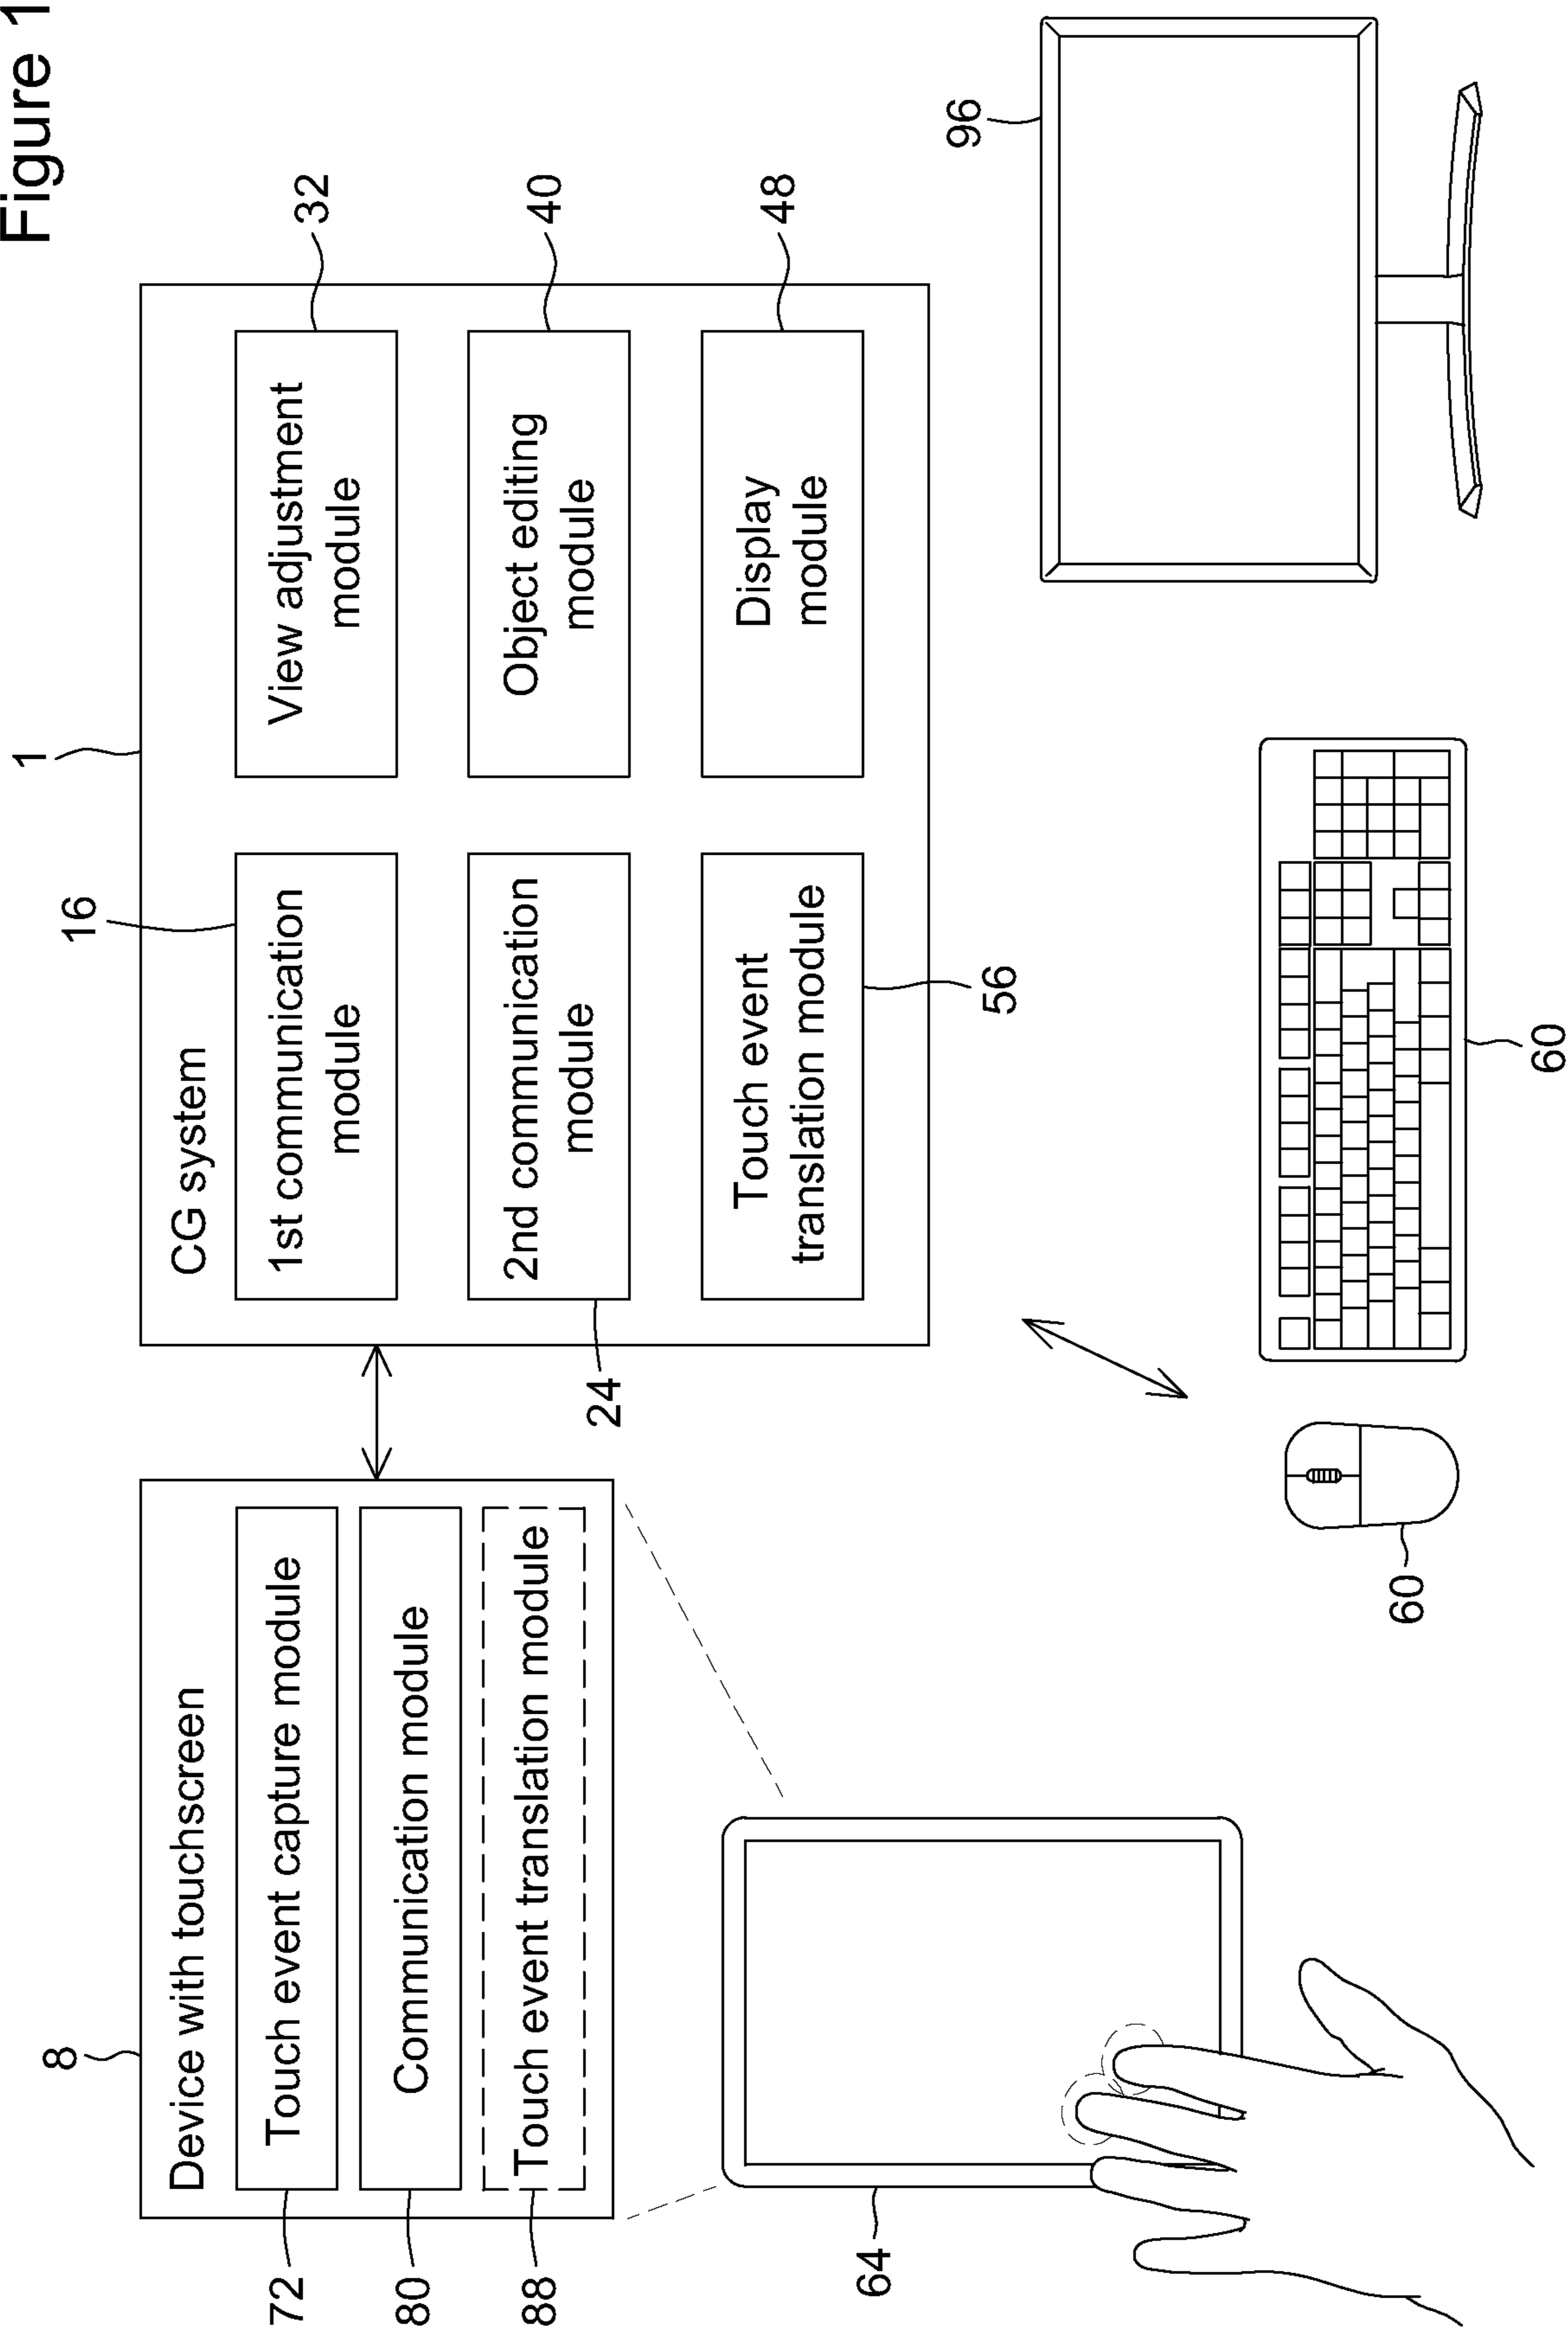 Figure 1
8
Device with touchscreen
72
Touch event capture module
80
Communication module
88
Touch event translation module
64
1
CG system
16
1st communication
module
24
2nd communication
module
Touch event
translation module
56
View adjustment
module
32
Object editing
module
40
Display
module
48
60
60
96